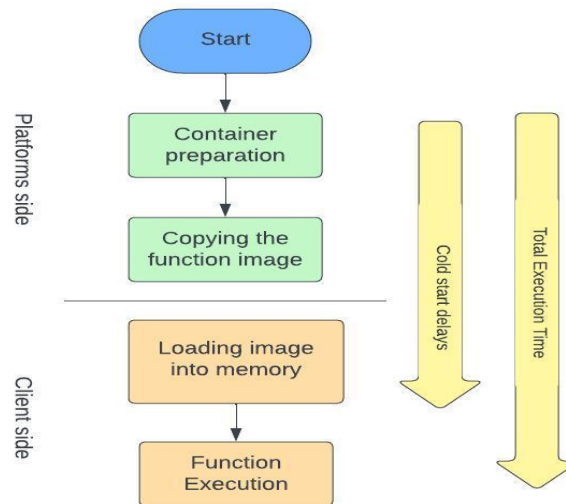 Start
Platforms side
Container
preparation
Copying the
function image
Cold start delays
Total Execution Time
Loading image
into memory
Client side
Function
Execution